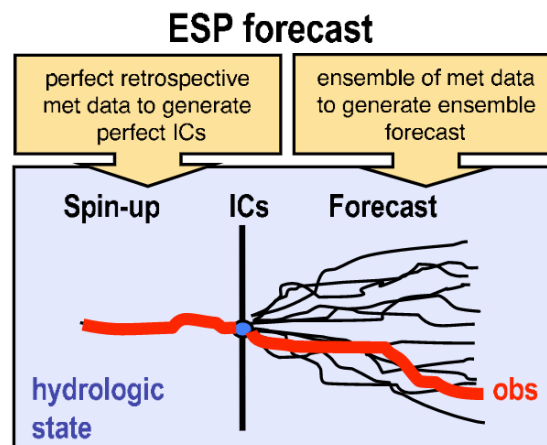 ESP forecast
perfect retrospective
met data to generate
perfect ICs
ensemble of met data
to generate ensemble
forecast
Spin-up
ICs
Forecast
hydrologic
state
obs